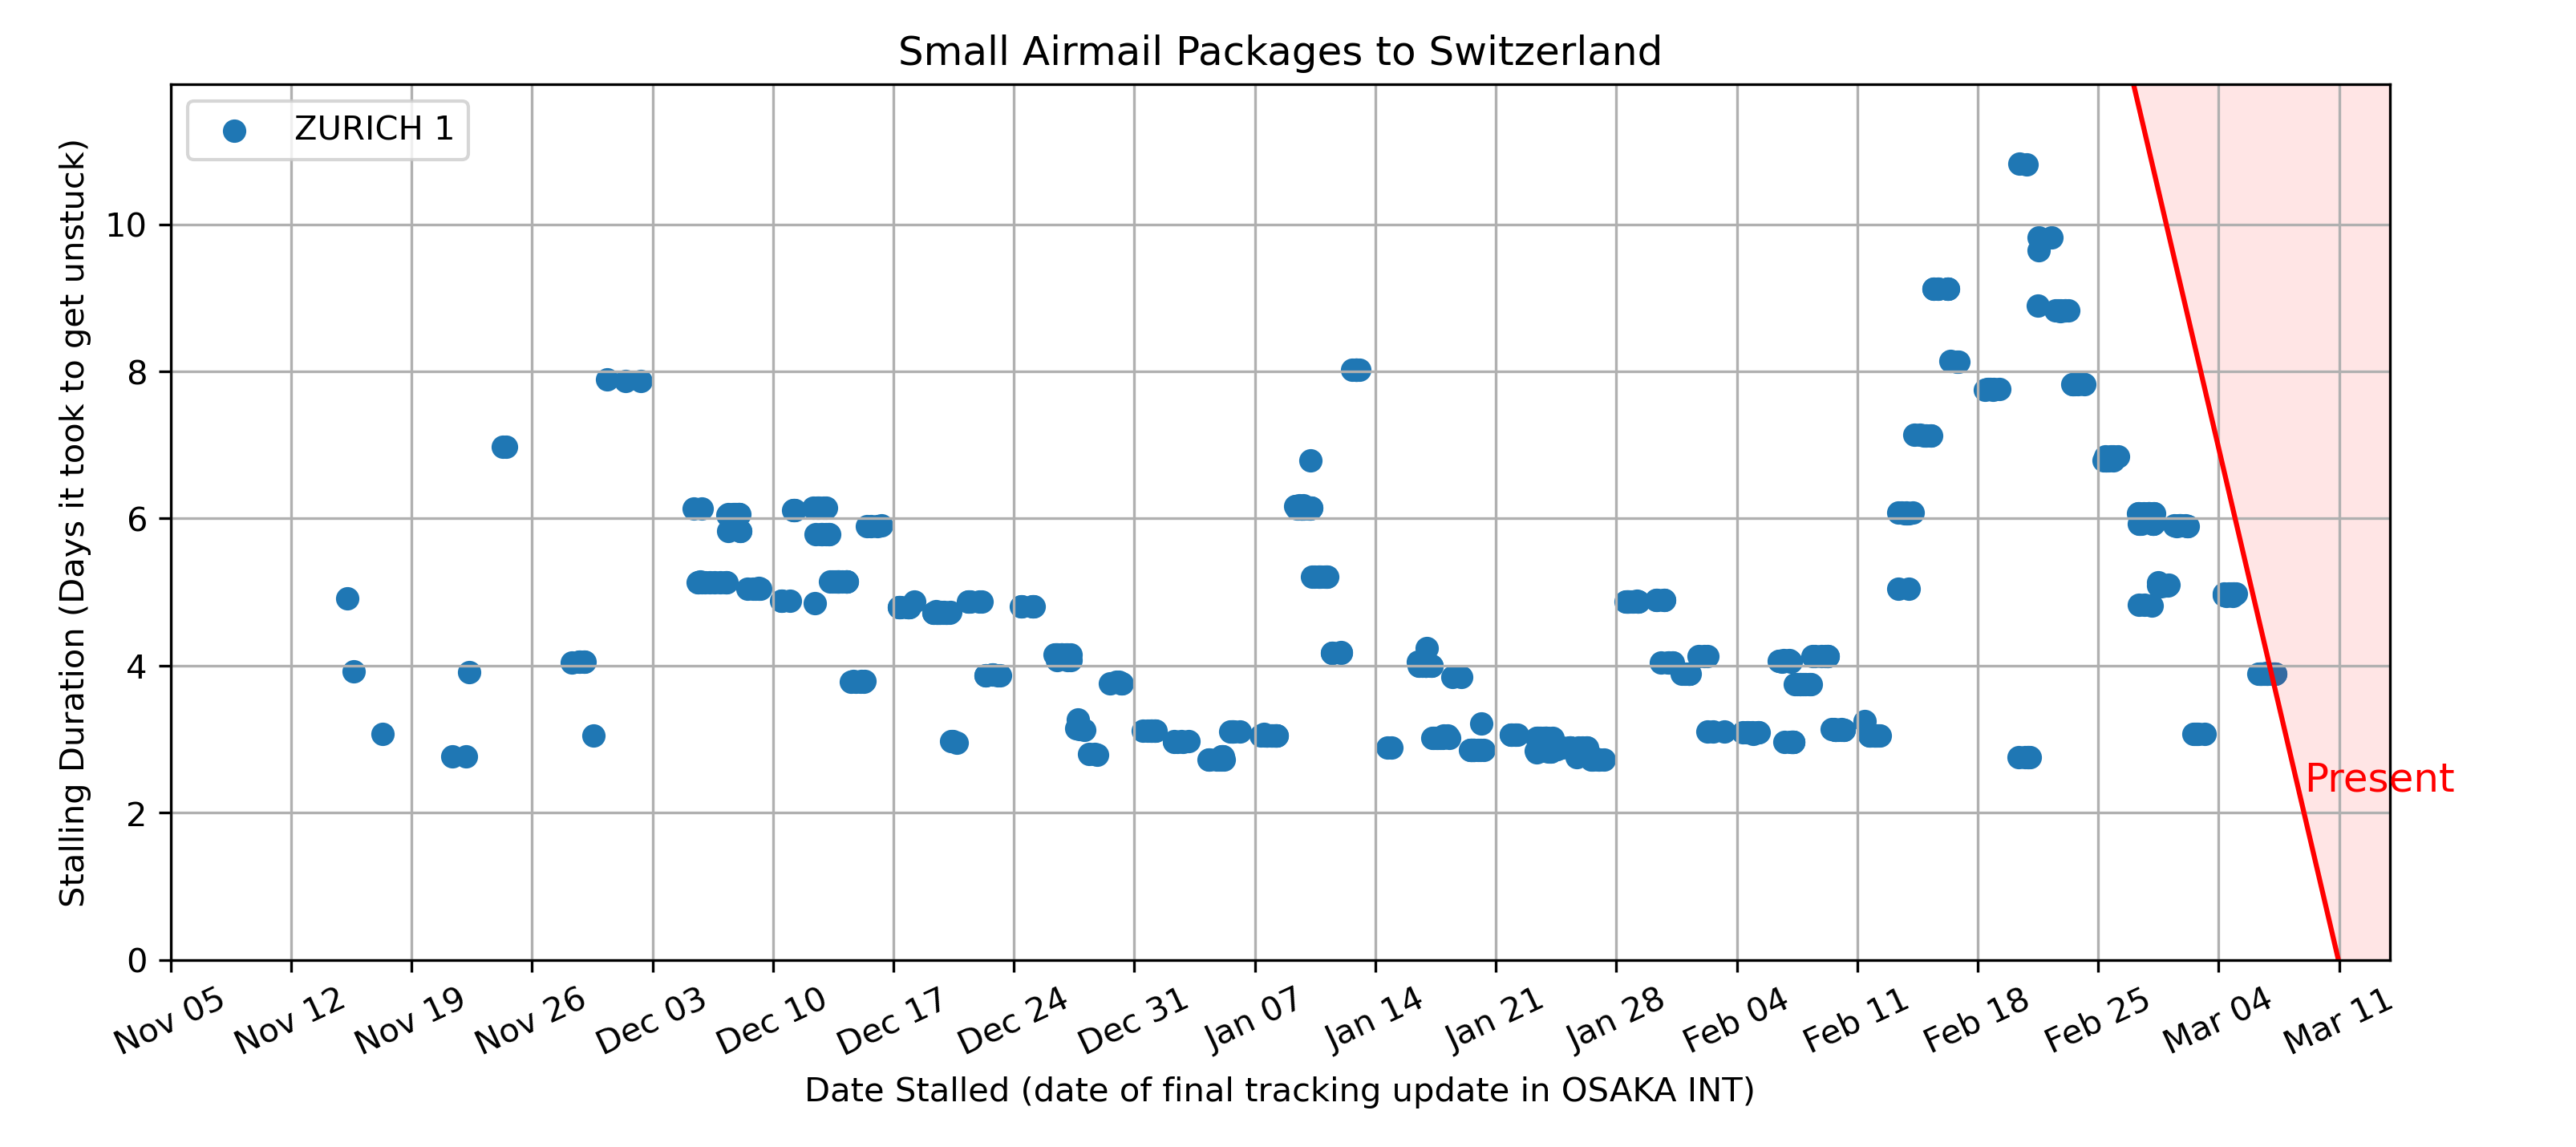 Small Airmail Packages to Switzerland
ZURICH 1
Stalling Duration (Days it took to get unstuck)
10
8
6
4
2
0
Present
Nov 05
Nov 12
Nov 19
Nov 26
Dec 03
Dec 10
Dec 17
Dec 24
Dec 31
Jan 07
Jan 14
Jan 21
Jan 28
Feb 04
Feb 11
Feb 18
Feb 25
Mar 04
Mar 11
Date Stalled (date of final tracking update in OSAKA INT)